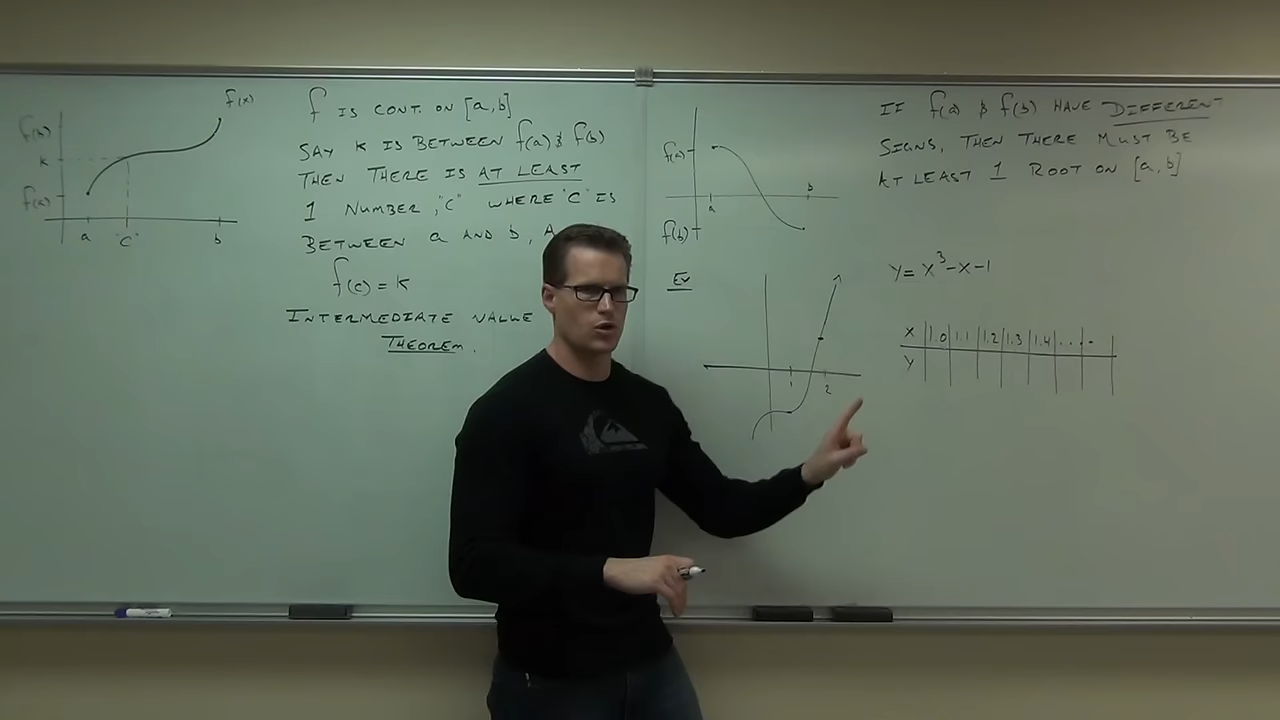 f(x)
f(b)
k
f(a)
a "C" b
f IS CONT. ON [a,b]
SAY K IS BETWEEN f(a) & f(b)
THEN THERE IS AT LEAST
1 NUMBER, "C" WHERE "C" IS
BETWEEN a AND b,
f(c) = k
INTERMEDIATE VALUE
THEOREM.
f(a)
a b
f(b)
IF f(a) & f(b) HAVE DIFFERENT
SIGNS, THEN THERE MUST BE
AT LEAST 1 ROOT ON [a,b]
Ex
1 2
y = x³-x-1
X 1.0 1.1 1.2 1.3 1.4 . . . .
Y